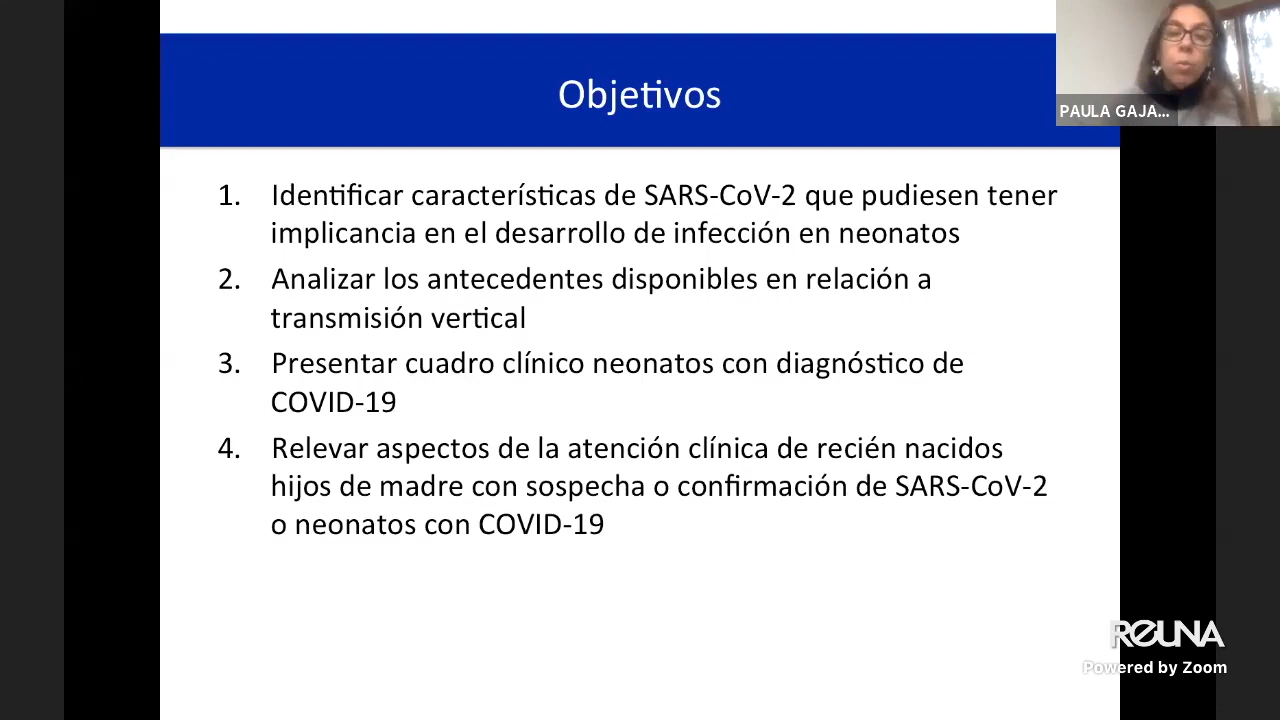 Objetivos
PAULA GAJA...
1. Identificar características de SARS-CoV-2 que pudiesen tener
implicancia en el desarrollo de infección en neonatos
2. Analizar los antecedentes disponibles en relación a
transmisión vertical
3. Presentar cuadro clínico neonatos con diagnóstico de
COVID-19
4. Relevar aspectos de la atención clínica de recién nacidos
hijos de madre con sospecha o confirmación de SARS-CoV-2
o neonatos con COVID-19
REUNA
Powered by Zoom